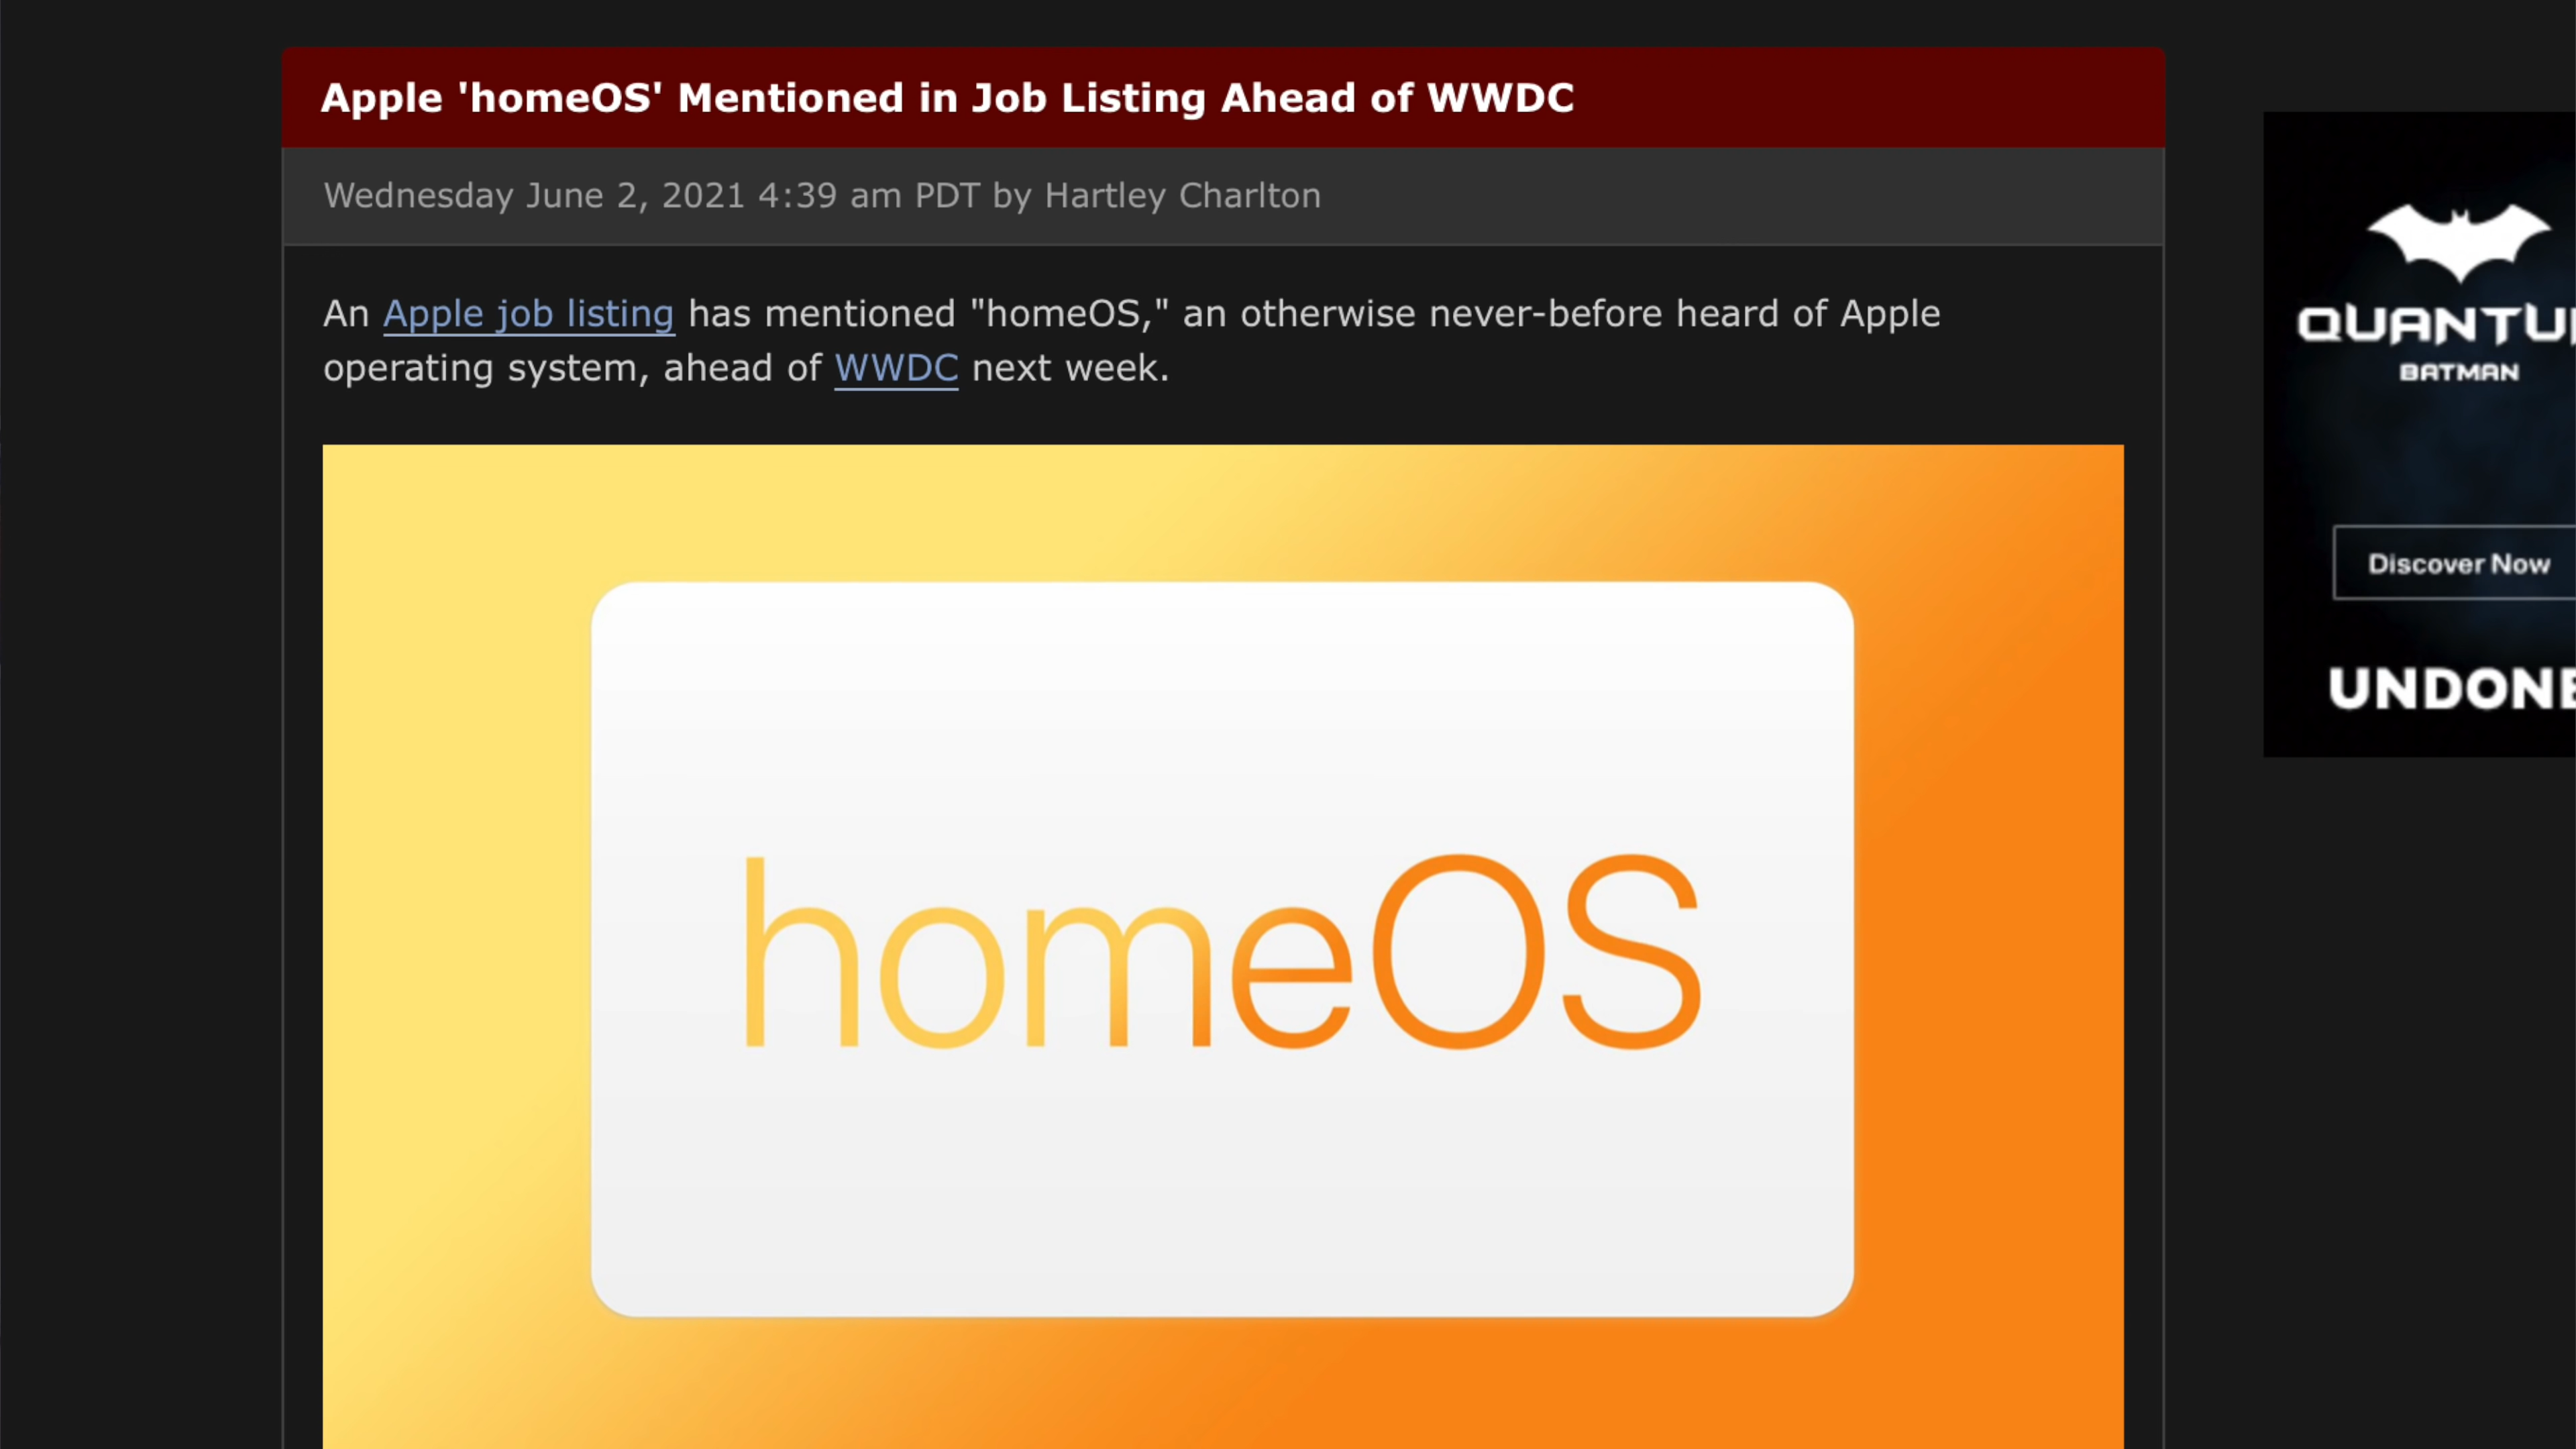 Apple 'homeOS' Mentioned in Job Listing Ahead of WWDC
Wednesday June 2, 2021 4:39 am PDT by Hartley Charlton
An Apple job listing has mentioned "homeOS," an otherwise never-before heard of Apple
operating system, ahead of WWDC next week.
homeOS
QUANTU
BATMAN
Discover Now
UNDONE